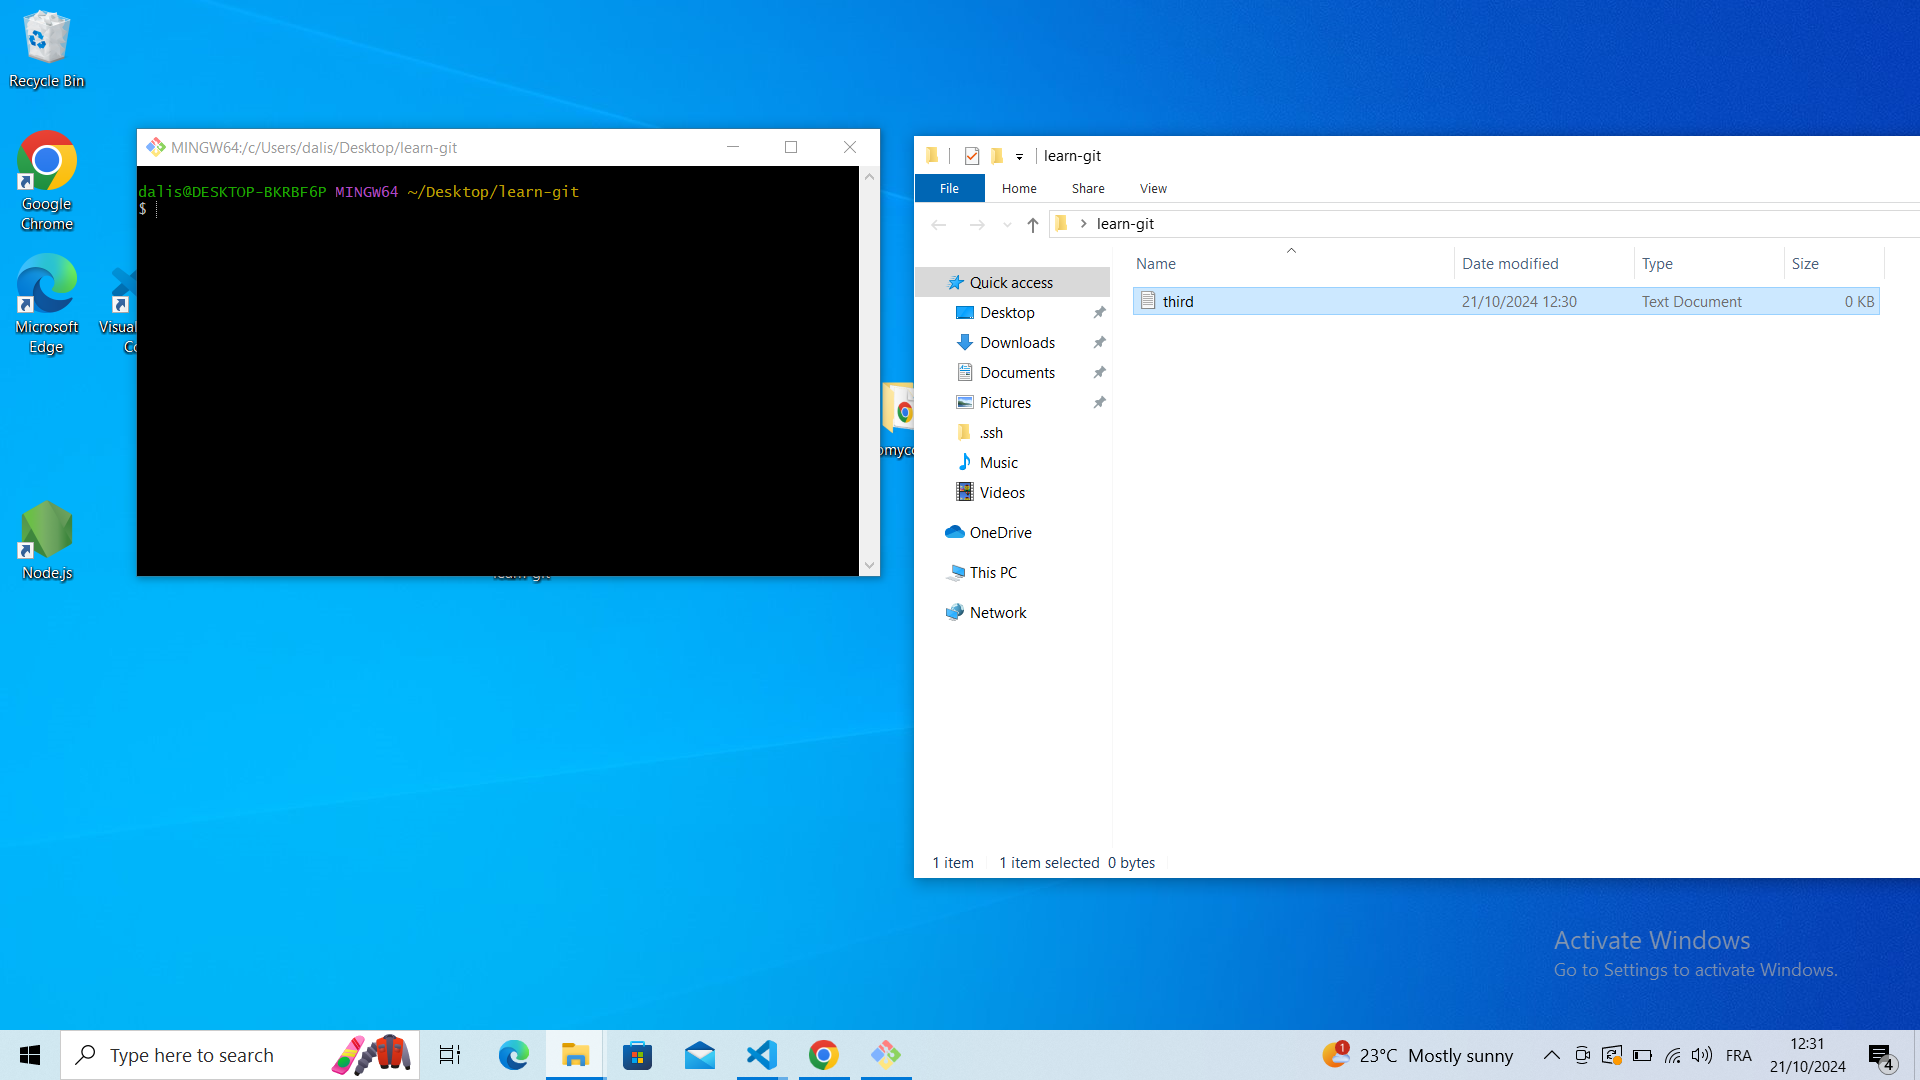 Recycle Bin
Google
Chrome
Microsoft
Edge
Visual
Co
Node.js
MINGW64:/c/Users/dalis/Desktop/learn-git
dalis@DESKTOP-BKRBF6P MINGW64 ~/Desktop/learn-git
$
learn-git
learn-git
File Home Share View
learn-git
Name Date modified Type Size
third 21/10/2024 12:30 Text Document 0 KB
Quick access
Desktop
Downloads
Documents
Pictures
.ssh
Music
Videos
OneDrive
This PC
Network
1 item 1 item selected 0 bytes
Activate Windows
Go to Settings to activate Windows.
Type here to search
1
23°C Mostly sunny
FRA
12:31
21/10/2024
4